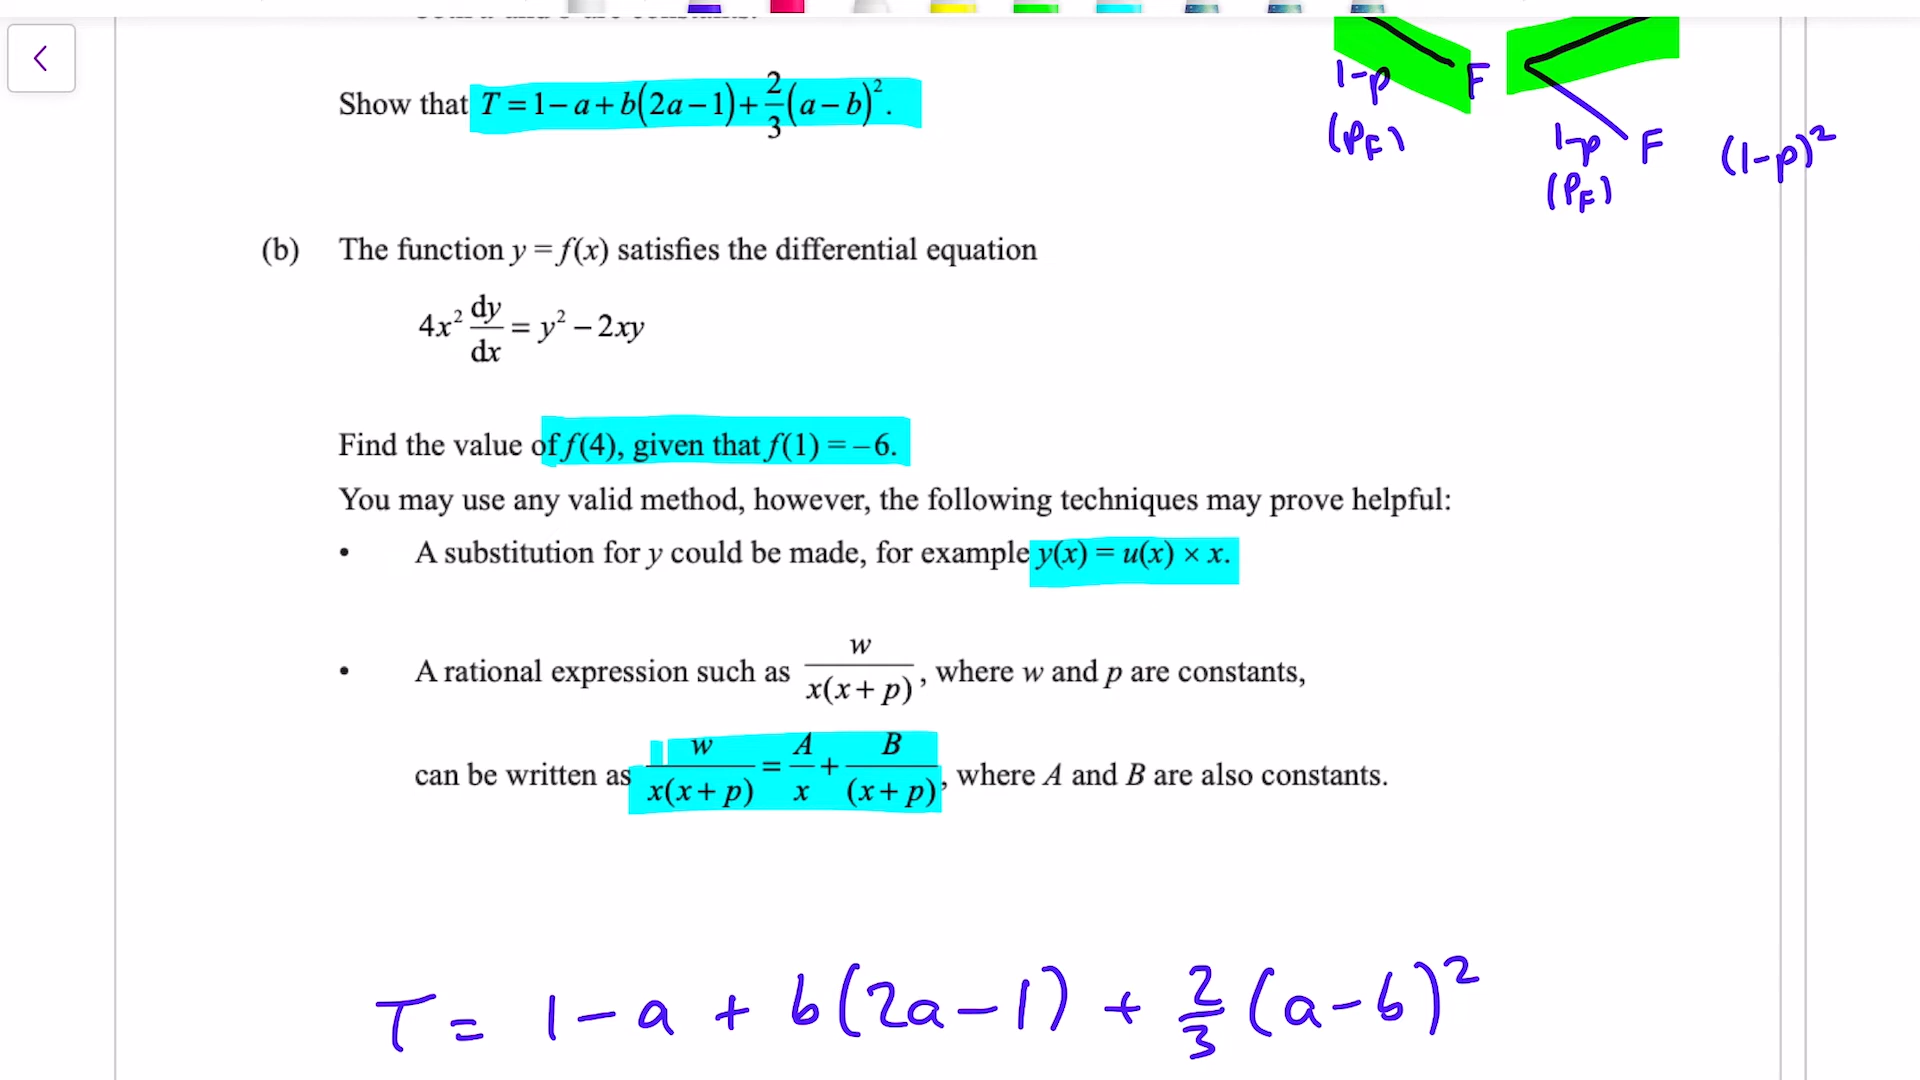 Show that T = 1 − a + b(2a − 1) + 2/3 (a − b)².
1-p F
(PF)
1-p F (1-p)²
(PF)
(b) The function y = f(x) satisfies the differential equation
4x² dy/dx = y² − 2xy
Find the value of f(4), given that f(1) = −6.
You may use any valid method, however, the following techniques may prove helpful:
• A substitution for y could be made, for example y(x) = u(x) × x.
• A rational expression such as w/x(x + p), where w and p are constants,
can be written as w/x(x + p) = A/x + B/(x + p), where A and B are also constants.
T = 1 - a + b(2a - 1) + 2/3 (a - b)²